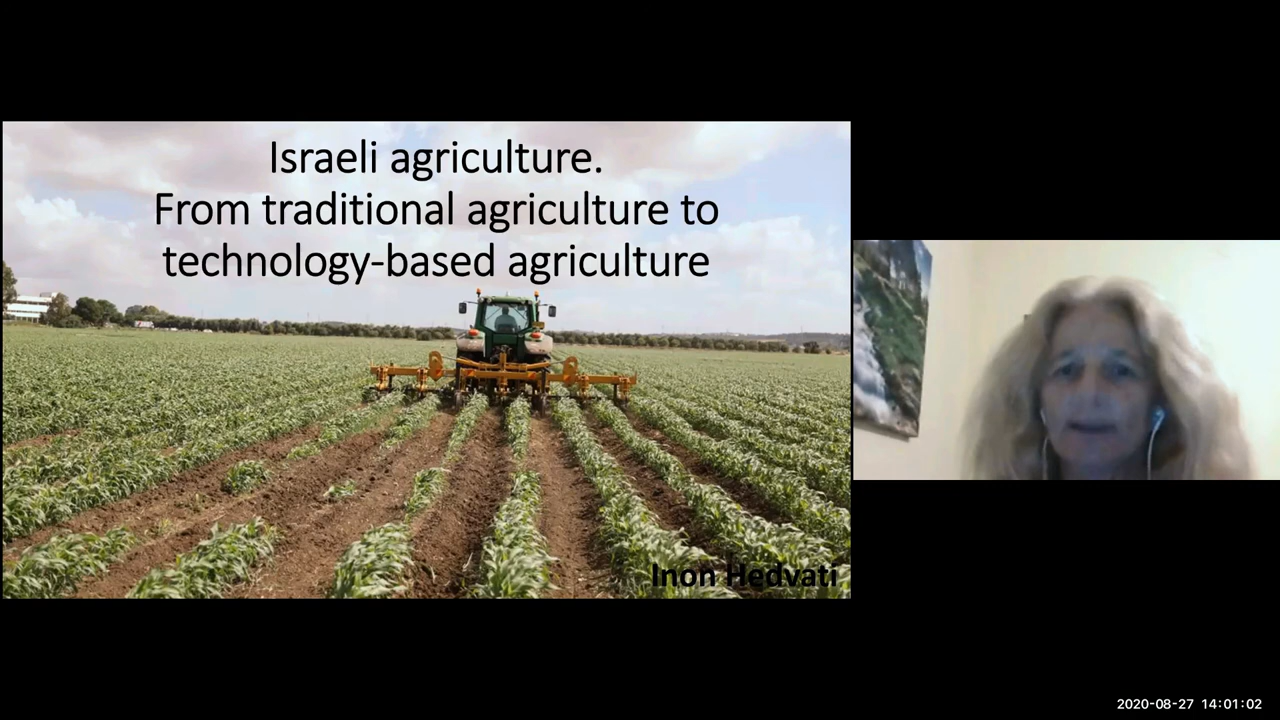 Israeli agriculture.
From traditional agriculture to
technology-based agriculture
Inon Hedvati
2020-08-27 14:01:02